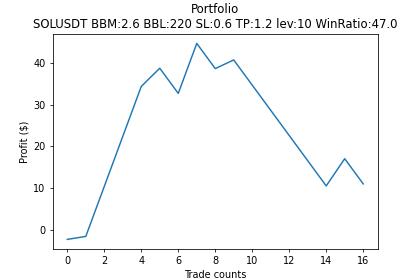 Portfolio
SOLUSDT BBM:2.6 BBL:220 SL:0.6 TP:1.2 lev:10 WinRatio:47.0
40
30
20
10
0
Profit ($)
0 2 4 6 8 10 12 14 16
Trade counts